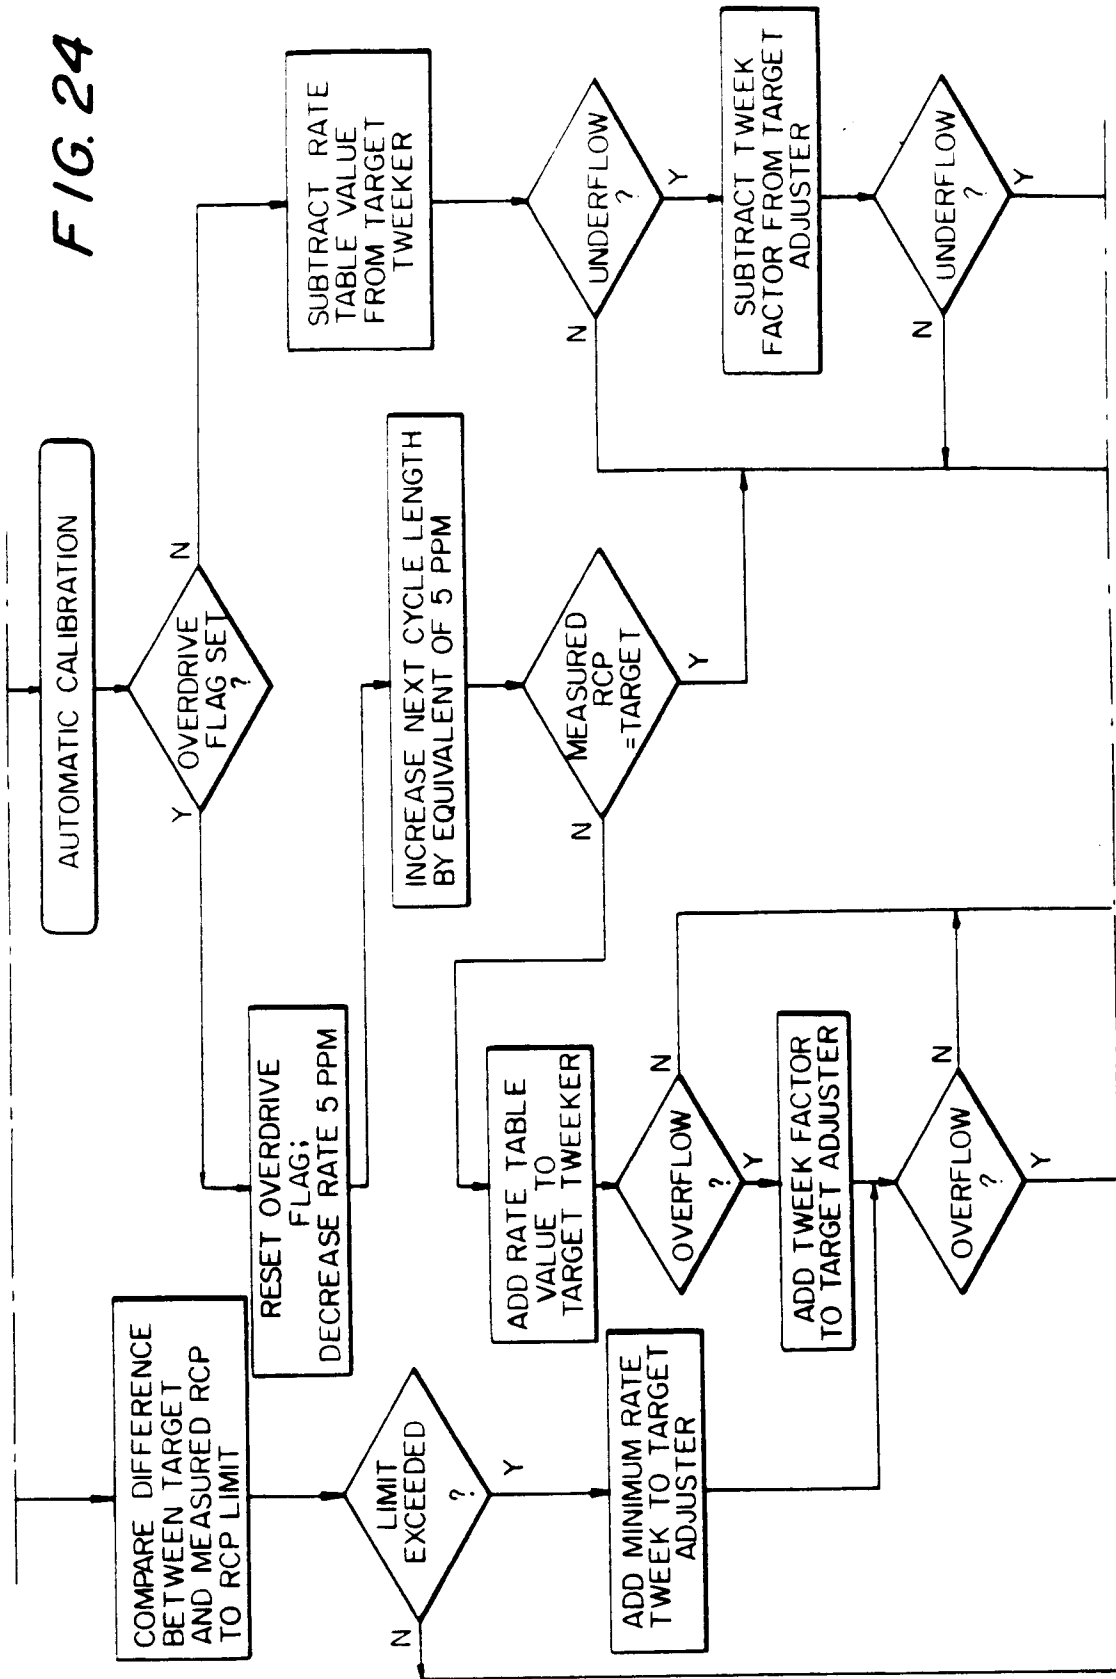 FIG. 24
AUTOMATIC CALIBRATION
OVERDRIVE
FLAG SET
?
Y
N
COMPARE DIFFERENCE
BETWEEN TARGET
AND MEASURED RCP
TO RCP LIMIT
LIMIT
EXCEEDED
?
N
Y
ADD MINIMUM RATE
TWEEK TO TARGET
ADJUSTER
RESET OVERDRIVE
FLAG;
DECREASE RATE 5 PPM
INCREASE NEXT CYCLE LENGTH
BY EQUIVALENT OF 5 PPM
MEASURED
RCP
=TARGET
N
Y
ADD RATE TABLE
VALUE TO
TARGET TWEEKER
OVERFLOW
?
N
Y
ADD TWEEK FACTOR
TO TARGET ADJUSTER
OVERFLOW
?
N
Y
SUBTRACT RATE
TABLE VALUE
FROM TARGET
TWEEKER
UNDERFLOW
?
N
Y
SUBTRACT TWEEK
FACTOR FROM TARGET
ADJUSTER
UNDERFLOW
?
N
Y